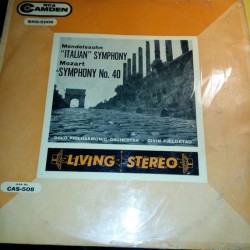 RCA
CAMDEN
Mendelssohn
"ITALIAN" SYMPHONY
Mozart
SYMPHONY No. 40
OSLO PHILHARMONIC ORCHESTRA • ØIVIN FJELDSTAD
LIVING STEREO
CAS-508